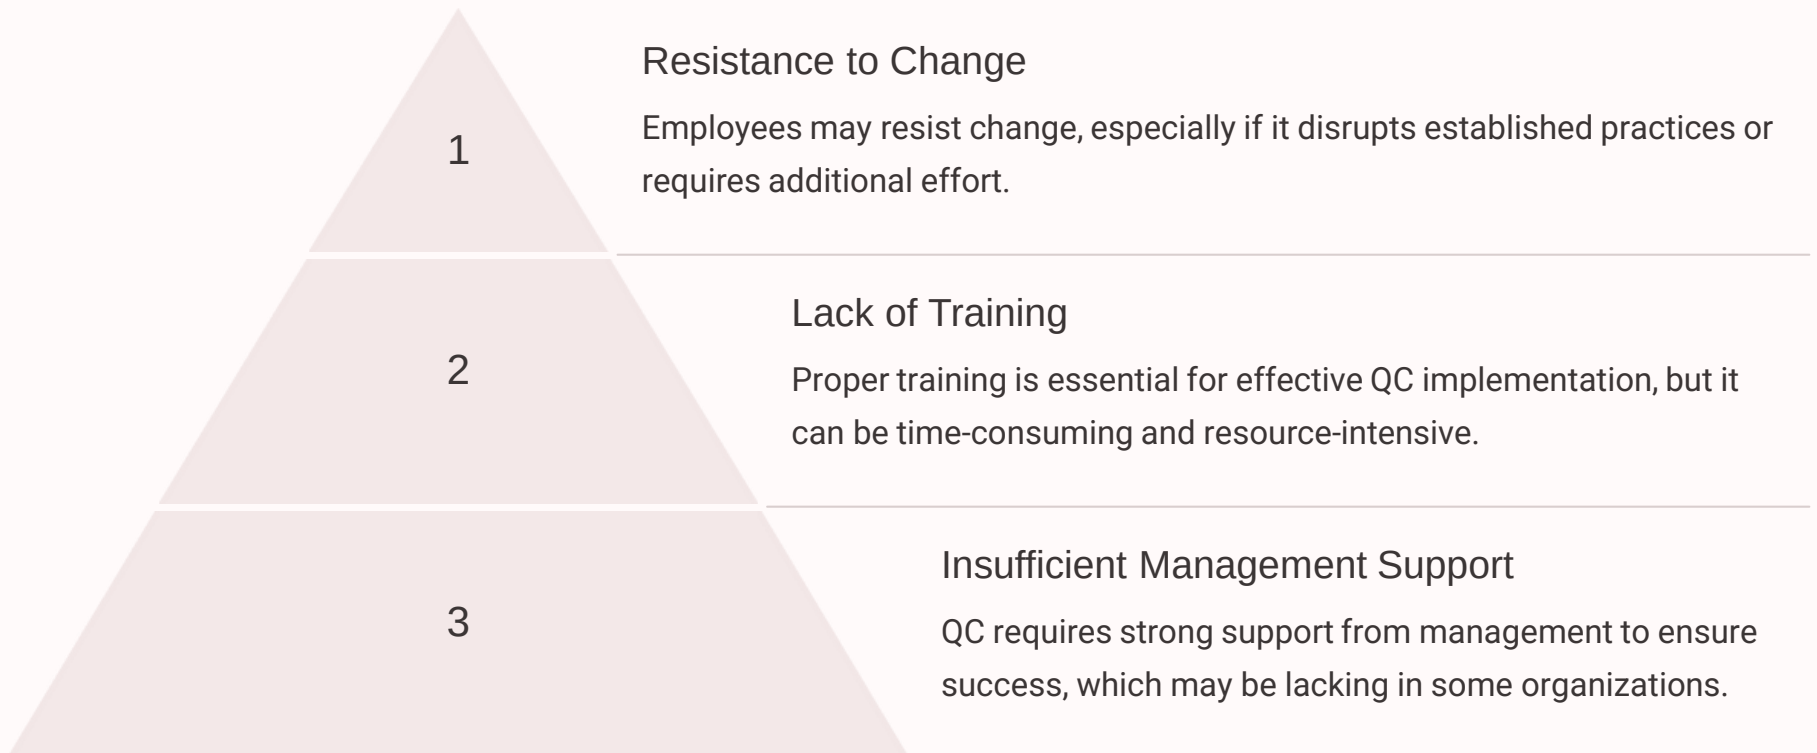 1
Resistance to Change
Employees may resist change, especially if it disrupts established practices or
requires additional effort.
2
Lack of Training
Proper training is essential for effective QC implementation, but it
can be time-consuming and resource-intensive.
3
Insufficient Management Support
QC requires strong support from management to ensure
success, which may be lacking in some organizations.